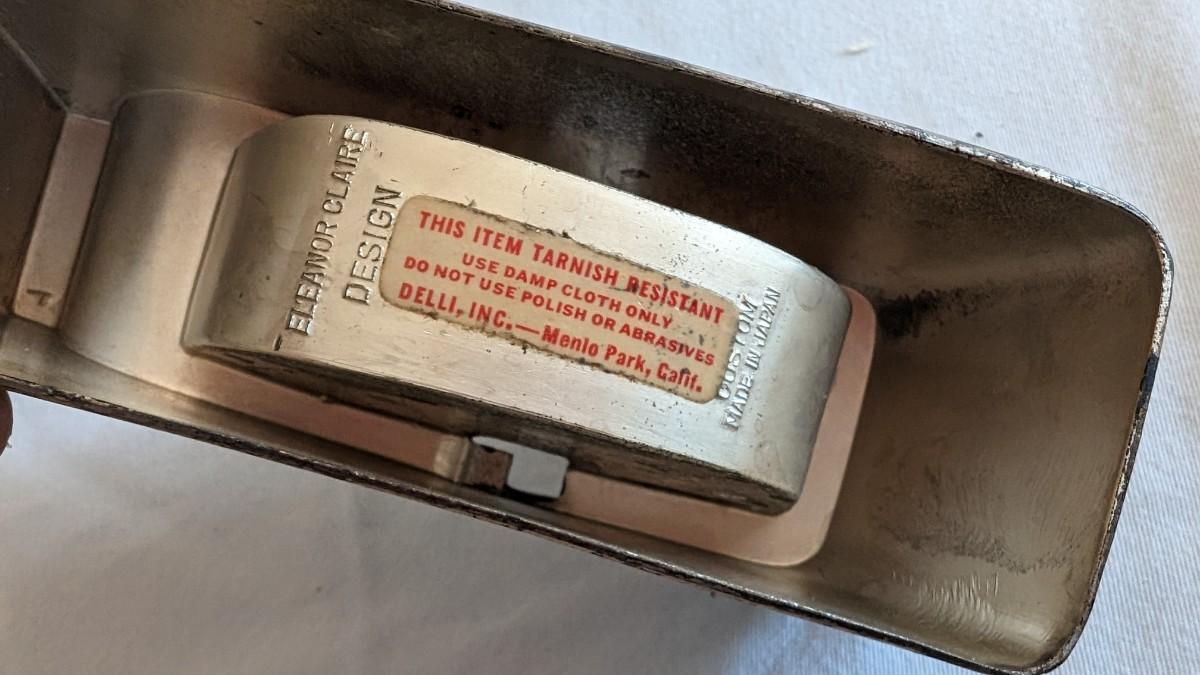 ELEANOR CLAIRE
DESIGN
THIS ITEM TARNISH RESISTANT
USE DAMP CLOTH ONLY
DO NOT USE POLISH OR ABRASIVES
DELLI, INC.—Menlo Park, Calif.
CUSTOM
MADE IN JAPAN